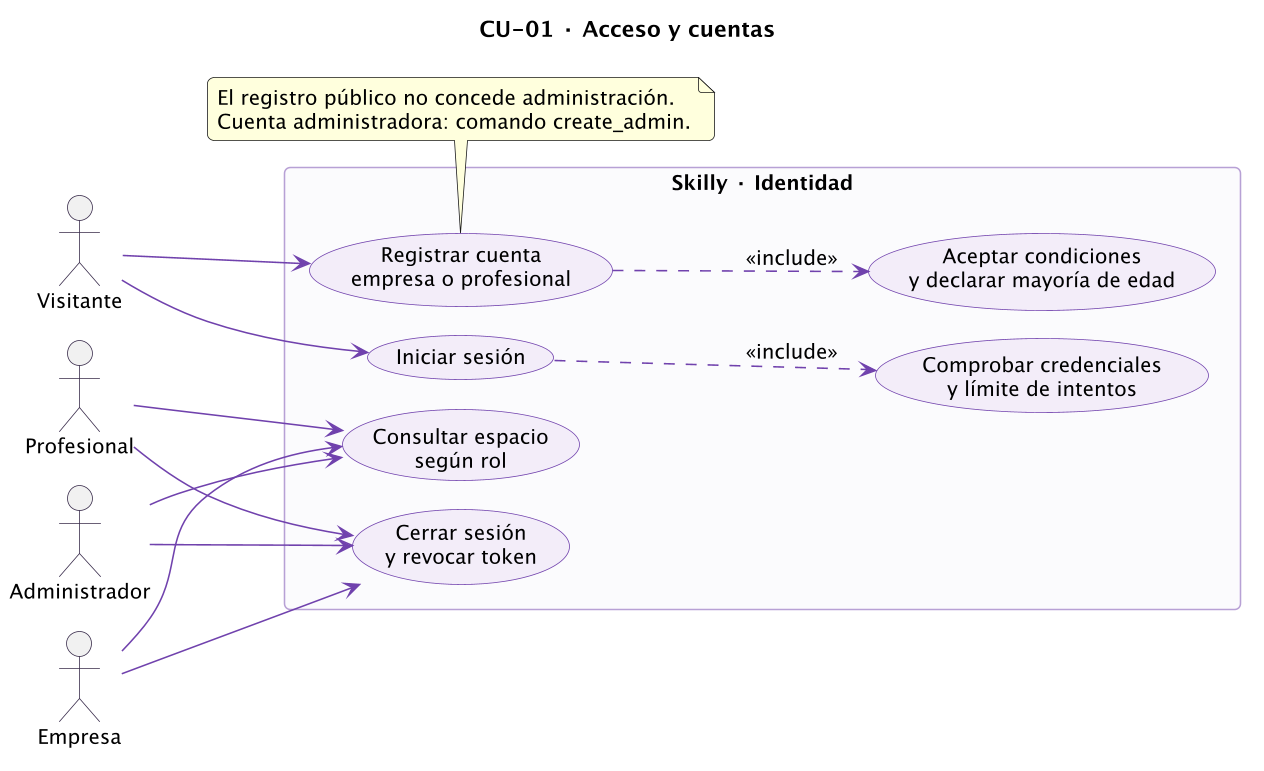 CU-01 · Acceso y cuentas
El registro público no concede administración.
Cuenta administradora: comando create_admin.
Skilly · Identidad
Visitante
Registrar cuenta
empresa o profesional
«include»
Aceptar condiciones
y declarar mayoría de edad
Iniciar sesión
«include»
Comprobar credenciales
y límite de intentos
Profesional
Consultar espacio
según rol
Administrador
Cerrar sesión
y revocar token
Empresa